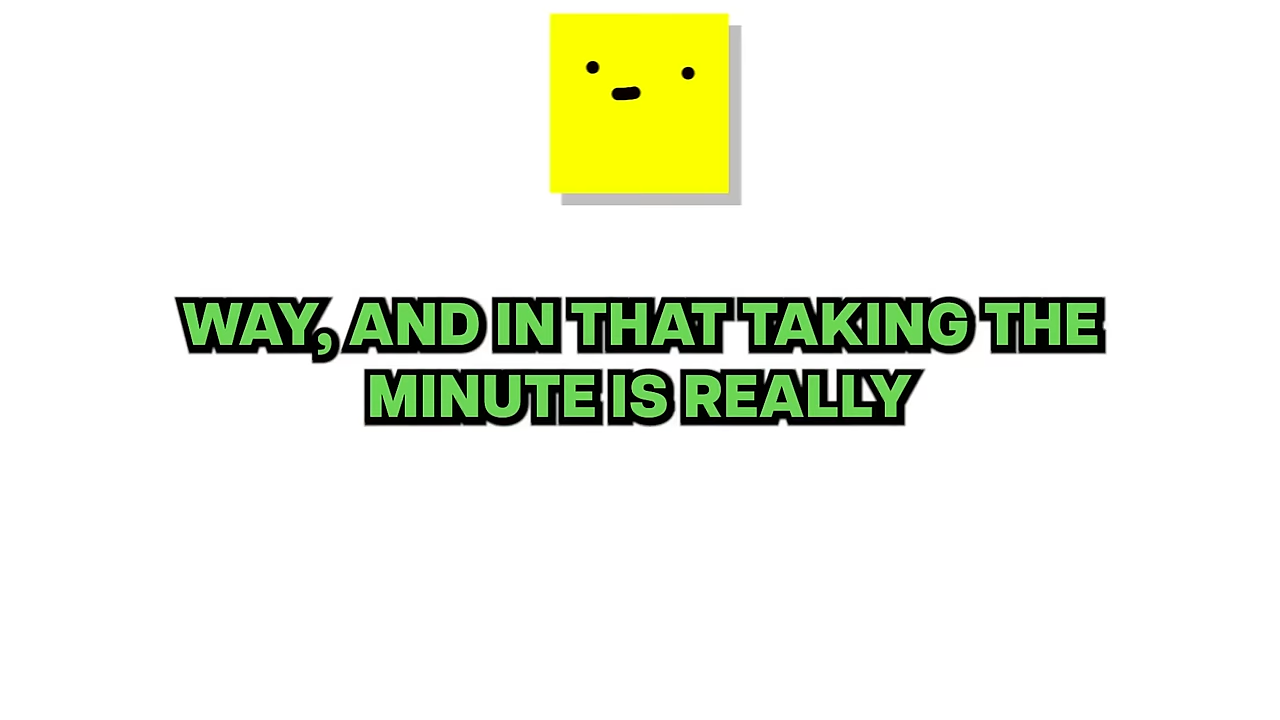 WAY, AND IN THAT TAKING THE
MINUTE IS REALLY